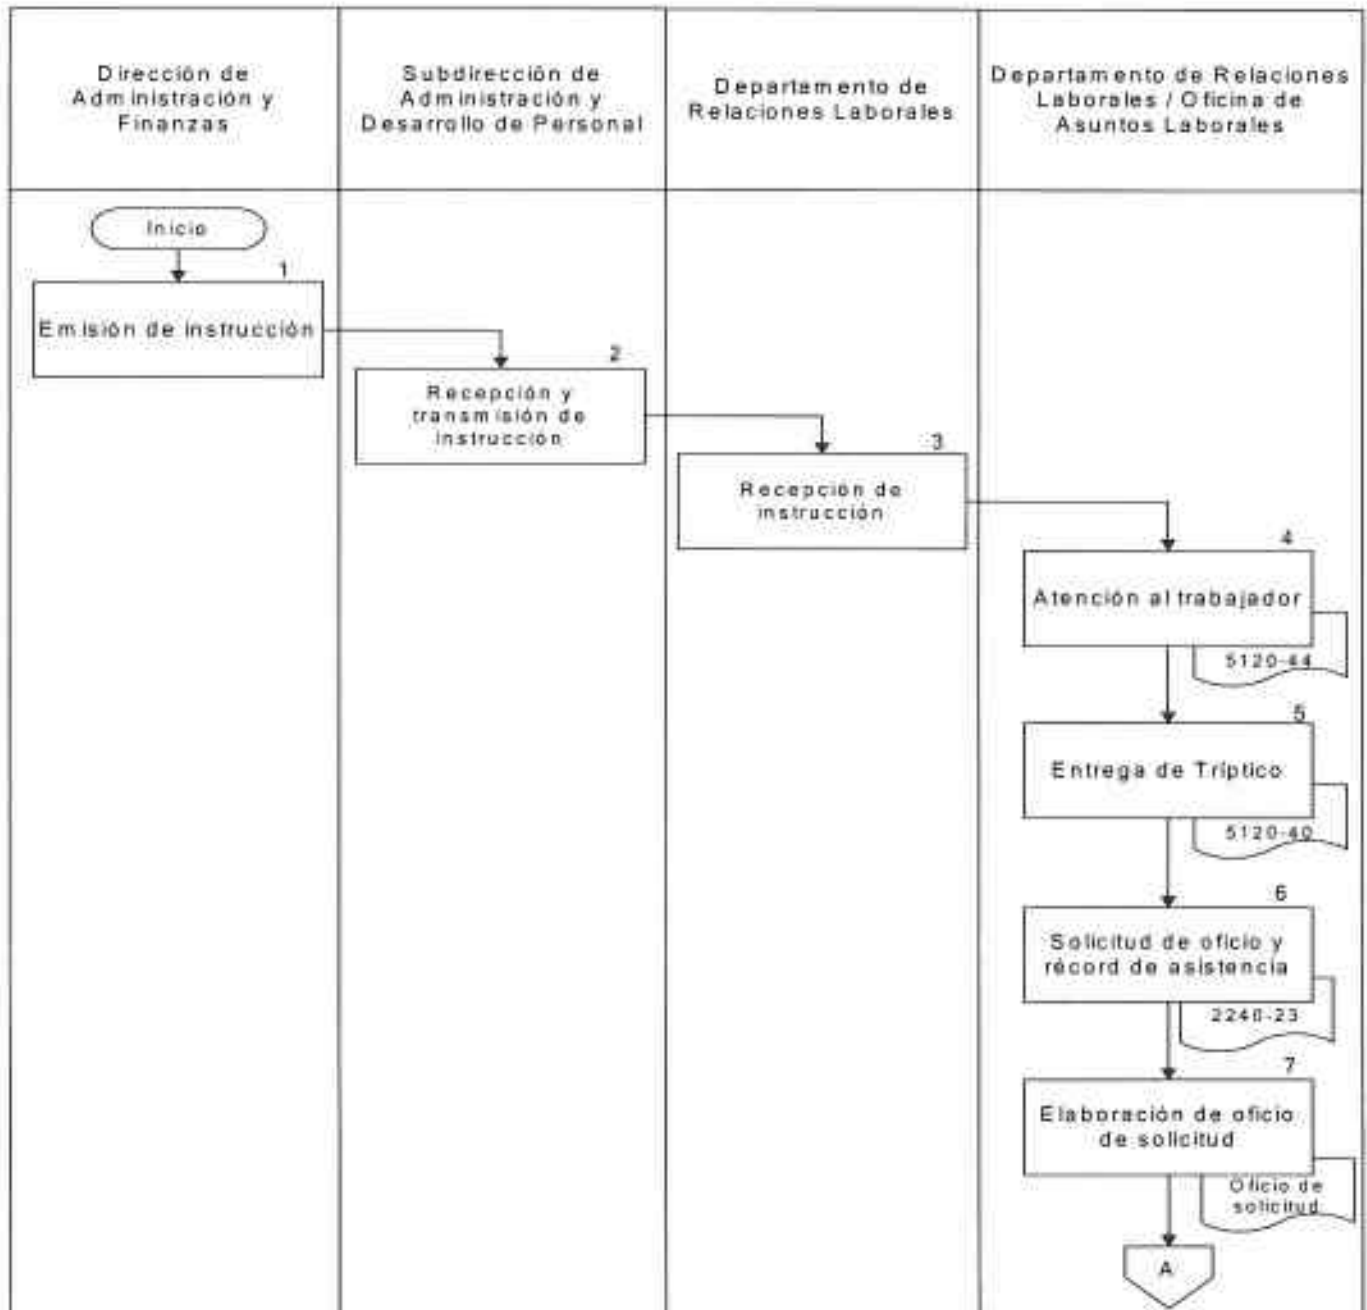 Dirección de
Administración y
Finanzas
Subdirección de
Administración y
Desarrollo de Personal
Departamento de
Relaciones Laborales
Departamento de Relaciones
Laborales / Oficina de
Asuntos Laborales
Inicio
1
Emisión de instrucción
2
Recepción y
transmisión de
instrucción
3
Recepción de
instrucción
4
Atención al trabajador
5120-44
5
Entrega de Tríptico
5120-40
6
Solicitud de oficio y
récord de asistencia
2240-23
7
Elaboración de oficio
de solicitud
Oficio de
solicitud
A